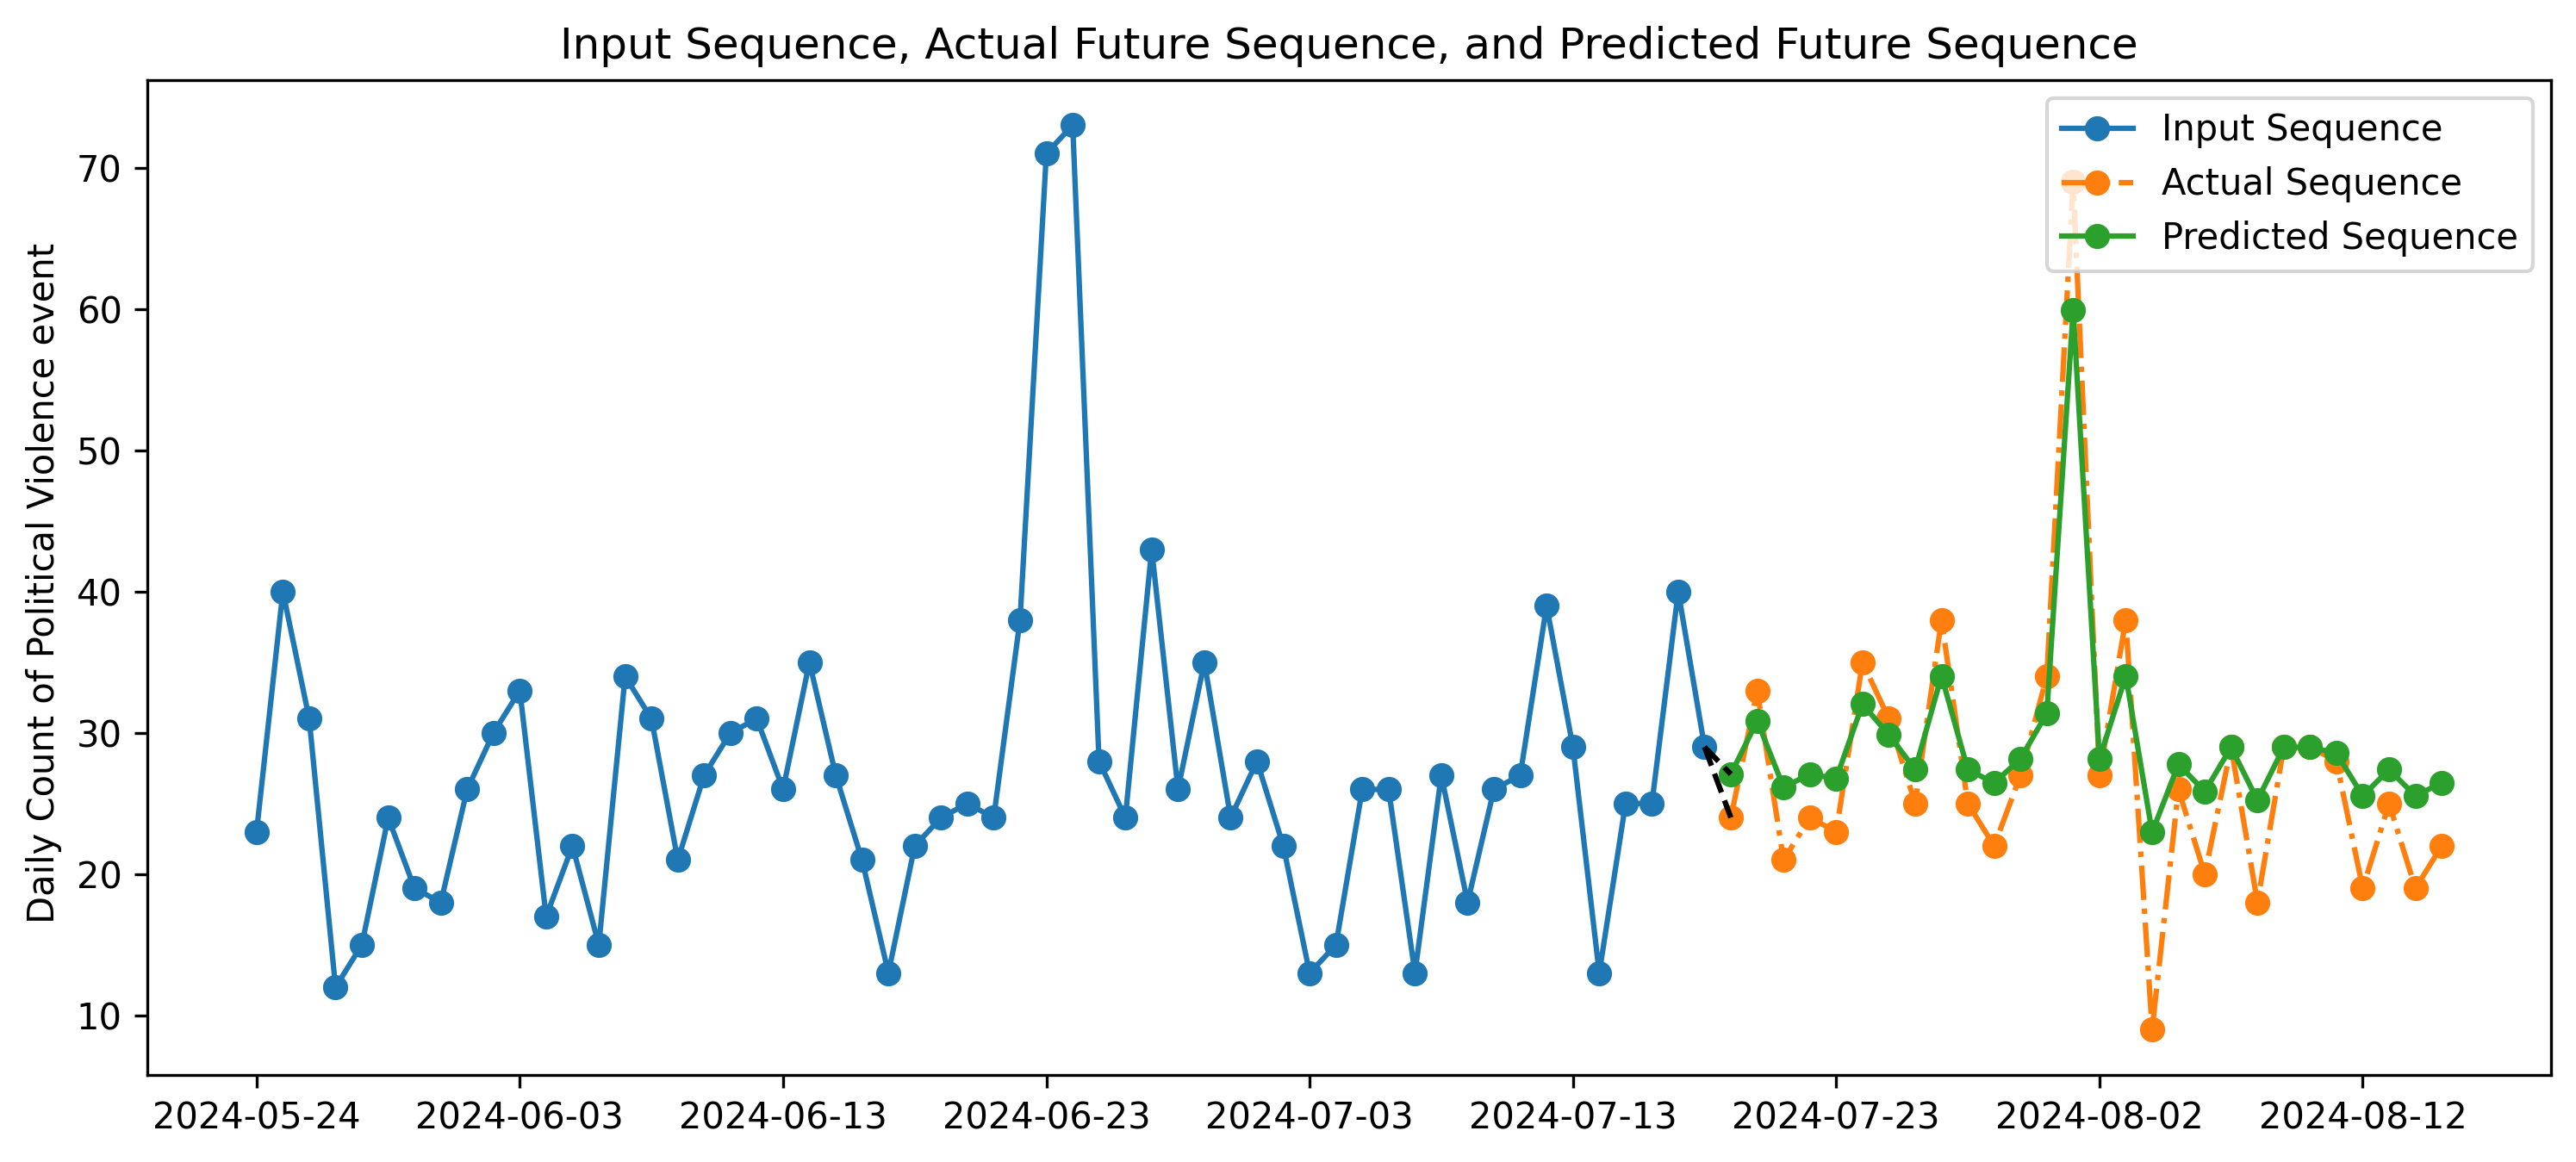 Input Sequence, Actual Future Sequence, and Predicted Future Sequence
Daily Count of Political Violence event
70
60
50
40
30
20
10
Input Sequence
Actual Sequence
Predicted Sequence
2024-05-24 2024-06-03 2024-06-13 2024-06-23 2024-07-03 2024-07-13 2024-07-23 2024-08-02 2024-08-12